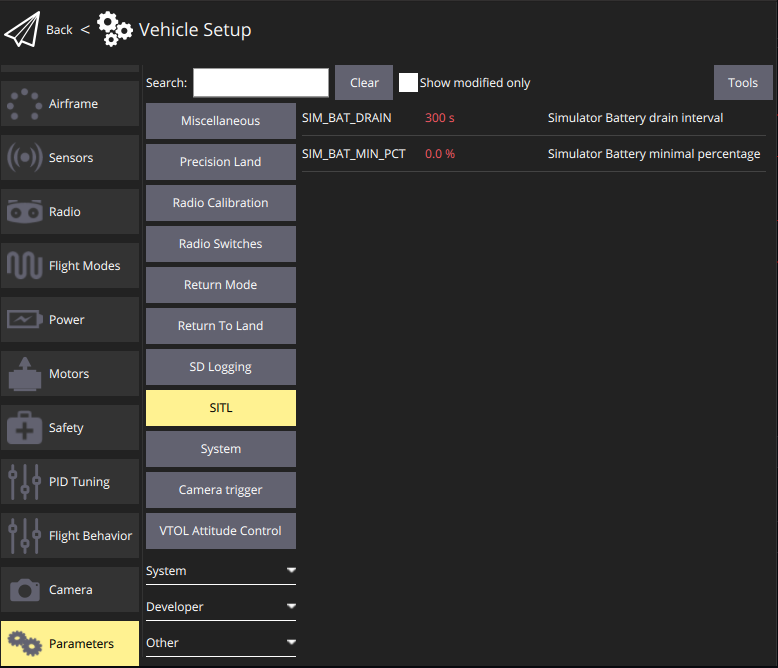 Back < Vehicle Setup
Airframe
Sensors
Radio
Flight Modes
Power
Motors
Safety
PID Tuning
Flight Behavior
Camera
Parameters
Search: Clear Show modified only Tools
Miscellaneous
Precision Land
Radio Calibration
Radio Switches
Return Mode
Return To Land
SD Logging
SITL
System
Camera trigger
VTOL Attitude Control
System
Developer
Other
SIM_BAT_DRAIN 300 s Simulator Battery drain interval
SIM_BAT_MIN_PCT 0.0 % Simulator Battery minimal percentage